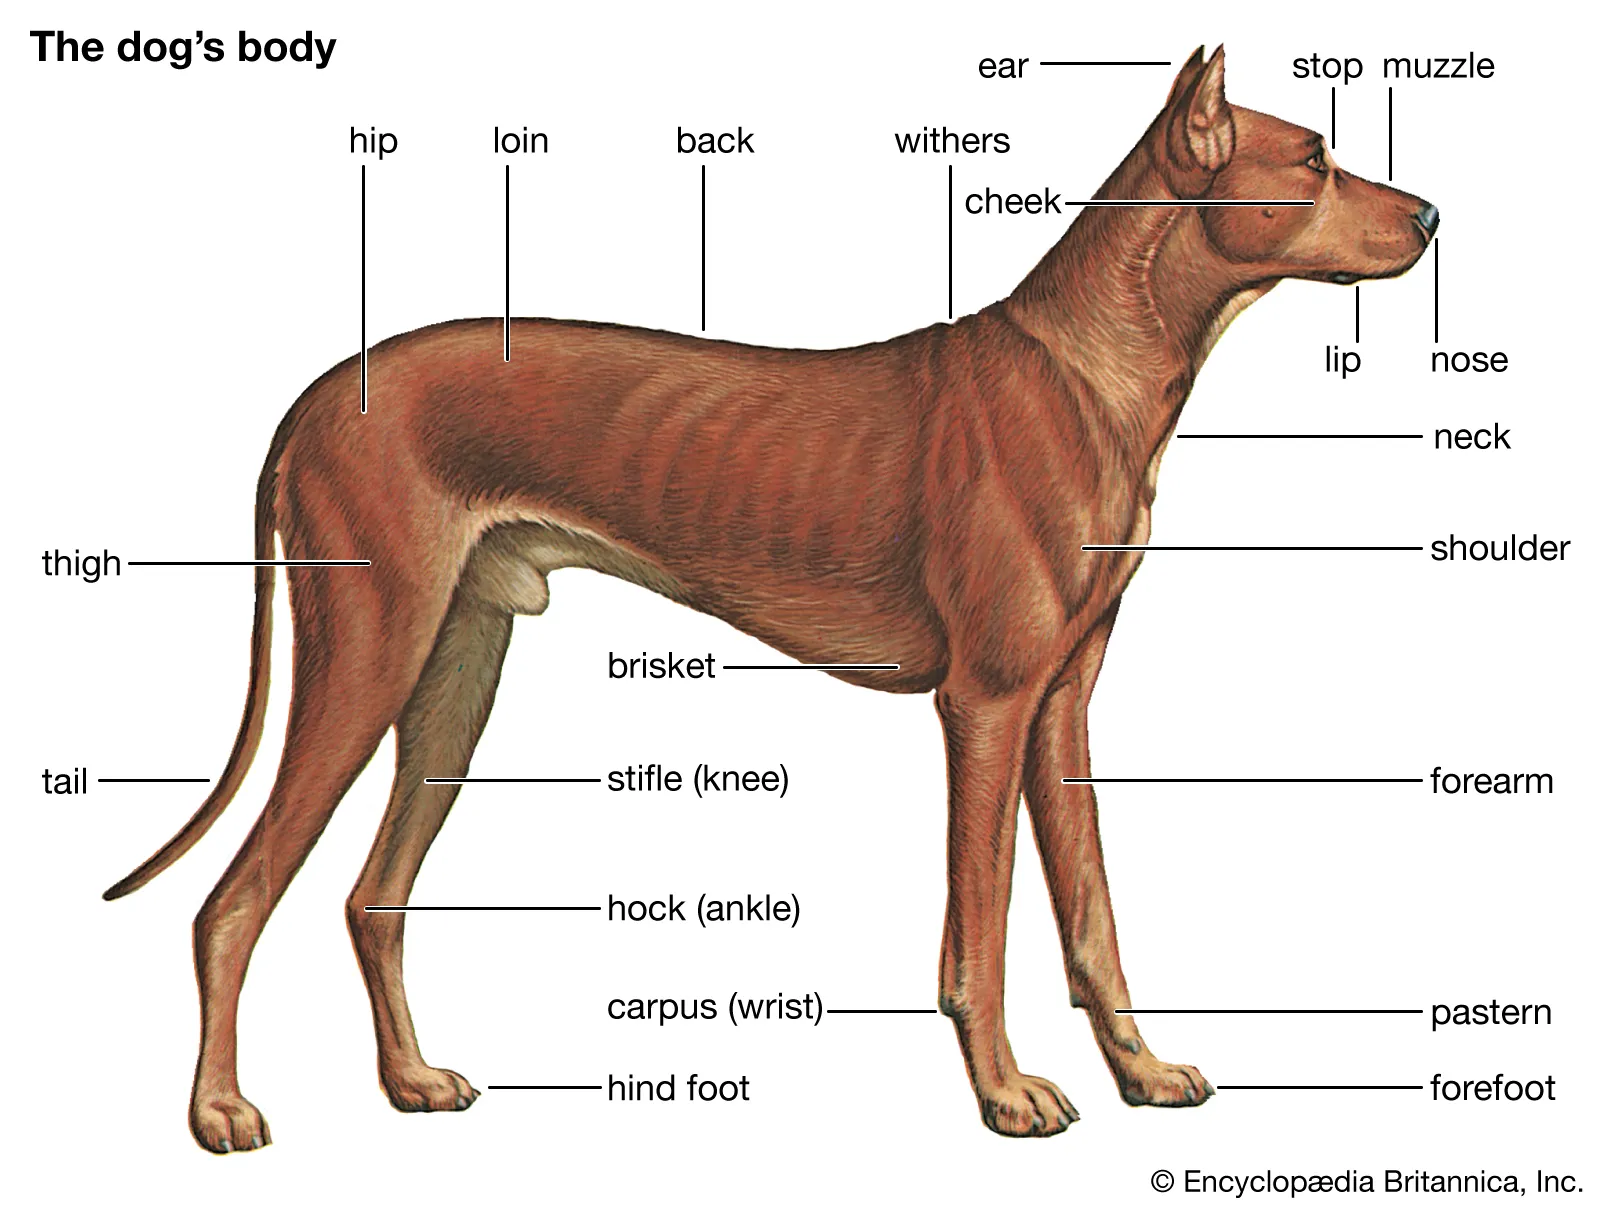 The dog's body
ear
stop
muzzle
hip
loin
back
withers
cheek
lip
nose
neck
shoulder
thigh
brisket
tail
stifle (knee)
forearm
hock (ankle)
carpus (wrist)
pastern
hind foot
forefoot
© Encyclopædia Britannica, Inc.